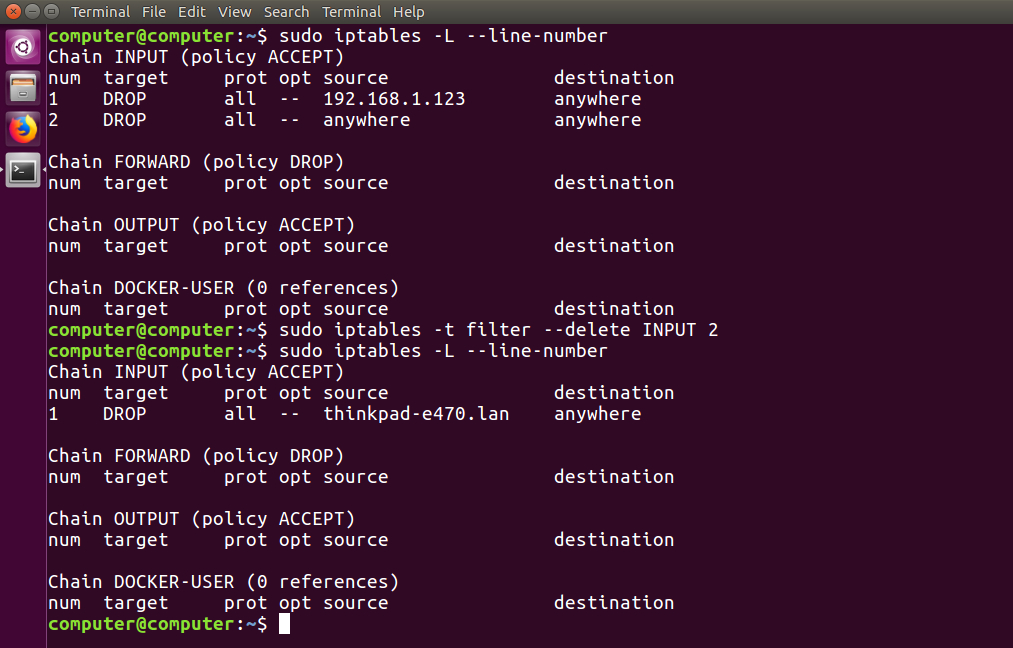 Terminal File Edit View Search Terminal Help
computer@computer:~$ sudo iptables -L --line-number
Chain INPUT (policy ACCEPT)
num  target     prot opt source               destination
1    DROP       all  --  192.168.1.123        anywhere
2    DROP       all  --  anywhere             anywhere

Chain FORWARD (policy DROP)
num  target     prot opt source               destination

Chain OUTPUT (policy ACCEPT)
num  target     prot opt source               destination

Chain DOCKER-USER (0 references)
num  target     prot opt source               destination
computer@computer:~$ sudo iptables -t filter --delete INPUT 2
computer@computer:~$ sudo iptables -L --line-number
Chain INPUT (policy ACCEPT)
num  target     prot opt source               destination
1    DROP       all  --  thinkpad-e470.lan    anywhere

Chain FORWARD (policy DROP)
num  target     prot opt source               destination

Chain OUTPUT (policy ACCEPT)
num  target     prot opt source               destination

Chain DOCKER-USER (0 references)
num  target     prot opt source               destination
computer@computer:~$